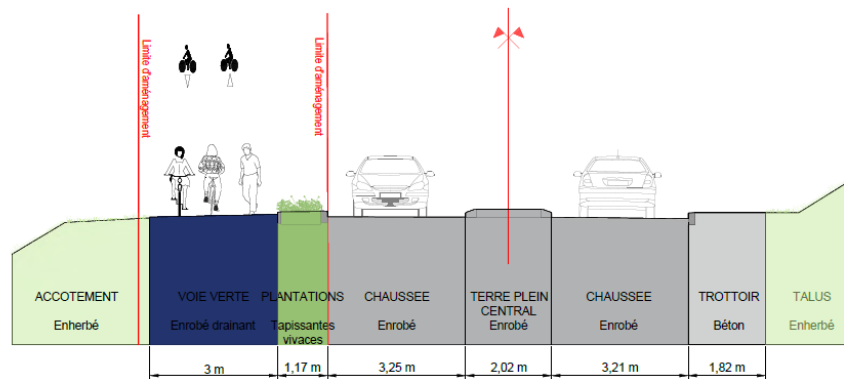 Limite d'aménagement
Limite d'aménagement
ACCOTEMENT
Enherbé
VOIE VERTE
Enrobé drainant
PLANTATIONS
Tapissantes
vivaces
CHAUSSEE
Enrobé
TERRE PLEIN
CENTRAL
Enrobé
CHAUSSEE
Enrobé
TROTTOIR
Béton
TALUS
Enherbé
3 m
1,17 m
3,25 m
2,02 m
3,21 m
1,82 m